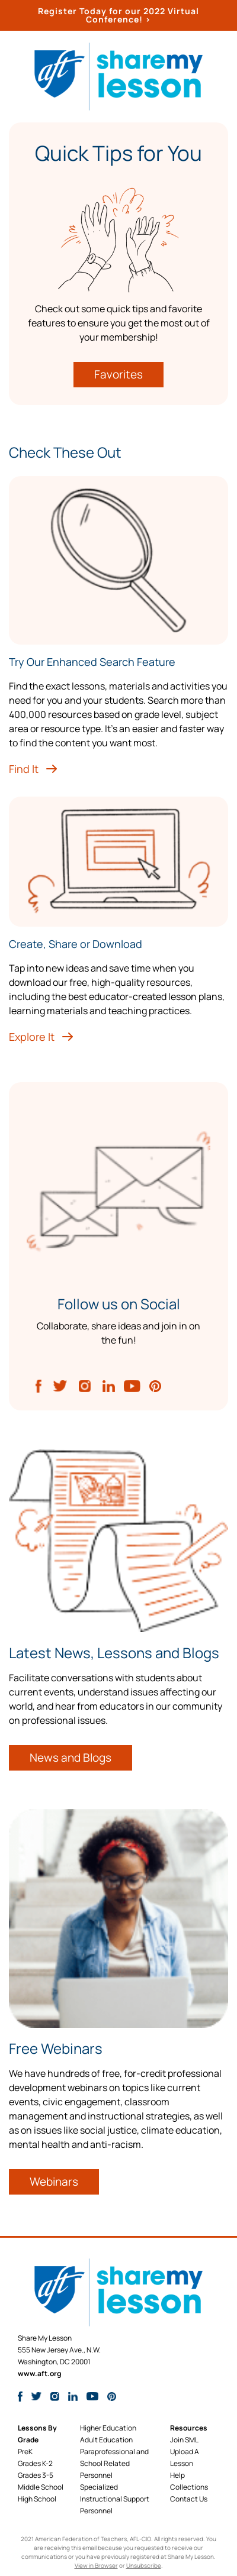 Register Today for our 2022 Virtual
Conference! ›
aft
sharemy
lesson
Quick Tips for You
Check out some quick tips and favorite
features to ensure you get the most out of
your membership!
Favorites
Check These Out
Try Our Enhanced Search Feature
Find the exact lessons, materials and activities you
need for you and your students. Search more than
400,000 resources based on grade level, subject
area or resource type. It's an easier and faster way
to find the content you want most.
Find It →
Create, Share or Download
Tap into new ideas and save time when you
download our free, high-quality resources,
including the best educator-created lesson plans,
learning materials and teaching practices.
Explore It →
Follow us on Social
Collaborate, share ideas and join in on
the fun!
Latest News, Lessons and Blogs
Facilitate conversations with students about
current events, understand issues affecting our
world, and hear from educators in our community
on professional issues.
News and Blogs
Free Webinars
We have hundreds of free, for-credit professional
development webinars on topics like current
events, civic engagement, classroom
management and instructional strategies, as well
as on issues like social justice, climate education,
mental health and anti-racism.
Webinars
aft
sharemy
lesson
Share My Lesson
555 New Jersey Ave., N.W.
Washington, DC 20001
www.aft.org
Lessons By
Grade
PreK
Grades K-2
Grades 3-5
Middle School
High School
Higher Education
Adult Education
Paraprofessional and
School Related
Personnel
Specialized
Instructional Support
Personnel
Resources
Join SML
Upload A
Lesson
Help
Collections
Contact Us
2021 American Federation of Teachers, AFL-CIO. All rights reserved. You
are receiving this email because you requested to receive our
communications or you have previously registered at Share My Lesson.
View in Browser or Unsubscribe.